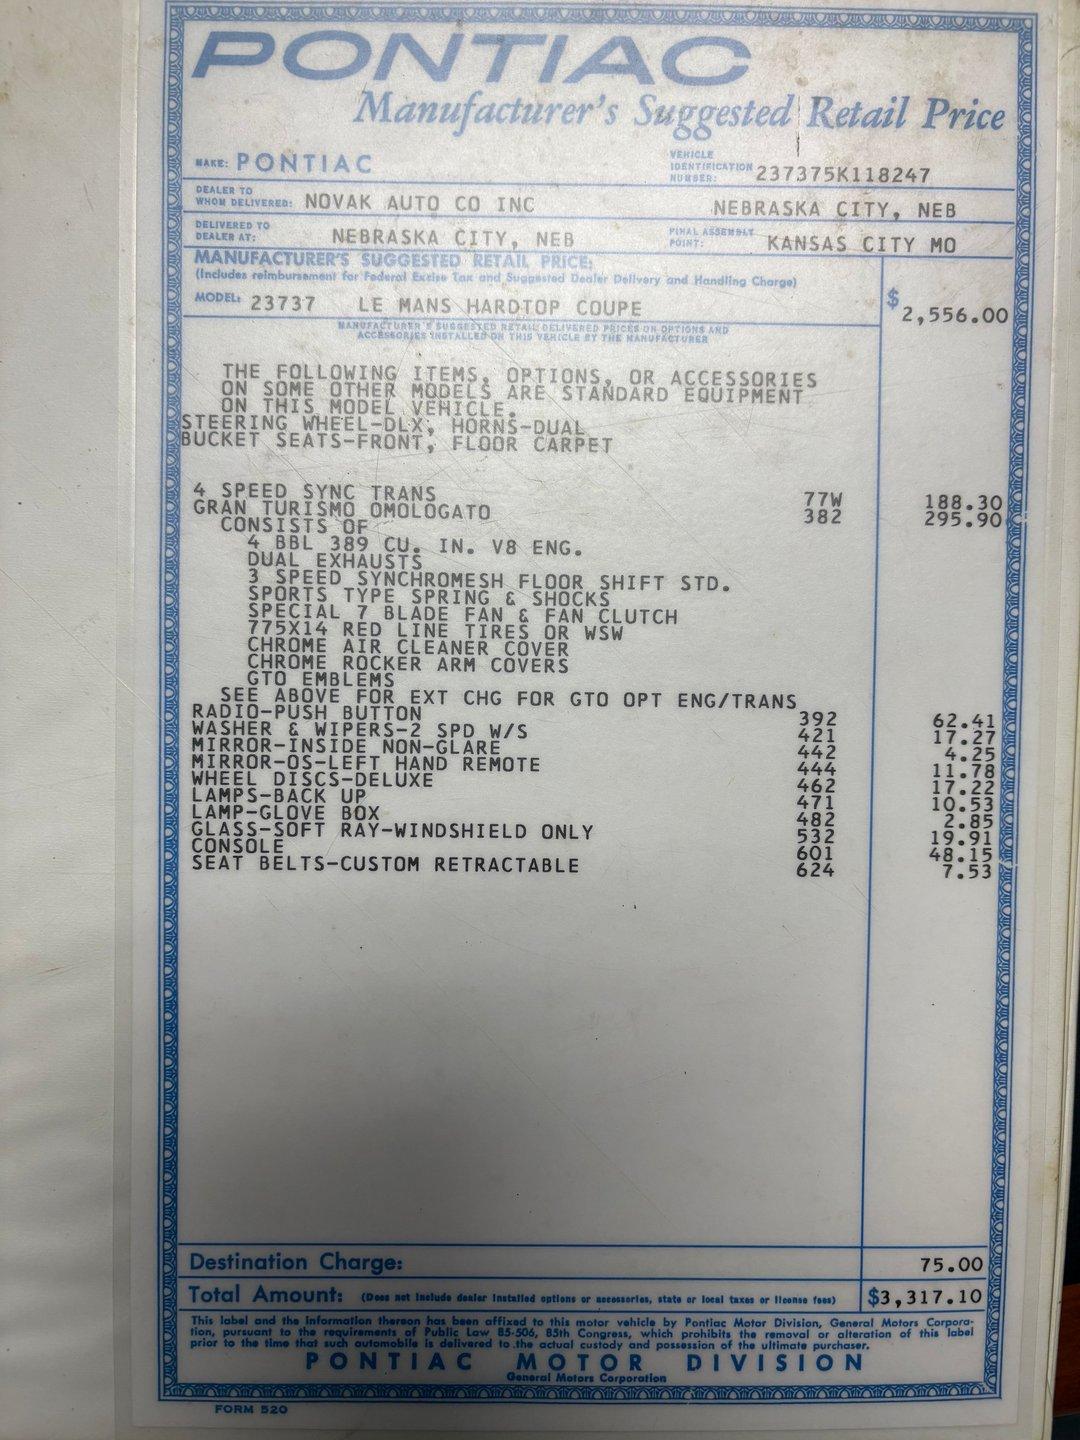 PONTIAC
Manufacturer's Suggested Retail Price
MAKE: PONTIAC VEHICLE IDENTIFICATION NUMBER: 237375K118247
DEALER TO WHOM DELIVERED: NOVAK AUTO CO INC NEBRASKA CITY, NEB
DELIVERED TO DEALER AT: NEBRASKA CITY, NEB FINAL ASSEMBLY POINT: KANSAS CITY MO
MANUFACTURER'S SUGGESTED RETAIL PRICE:
(Includes reimbursement for Federal Excise Tax and Suggested Dealer Delivery and Handling Charge)
MODEL: 23737 LE MANS HARDTOP COUPE $2,556.00
MANUFACTURER'S SUGGESTED RETAIL DELIVERED PRICES ON OPTIONS AND
ACCESSORIES INSTALLED ON THIS VEHICLE BY THE MANUFACTURER
THE FOLLOWING ITEMS, OPTIONS, OR ACCESSORIES
ON SOME OTHER MODELS ARE STANDARD EQUIPMENT
ON THIS MODEL VEHICLE.
STEERING WHEEL-DLX, HORNS-DUAL
BUCKET SEATS-FRONT, FLOOR CARPET
4 SPEED SYNC TRANS 77W 188.30
GRAN TURISMO OMOLOGATO 382 295.90
CONSISTS OF
4 BBL 389 CU. IN. V8 ENG.
DUAL EXHAUSTS
3 SPEED SYNCHROMESH FLOOR SHIFT STD.
SPORTS TYPE SPRING & SHOCKS
SPECIAL 7 BLADE FAN & FAN CLUTCH
775X14 RED LINE TIRES OR WSW
CHROME AIR CLEANER COVER
CHROME ROCKER ARM COVERS
GTO EMBLEMS
SEE ABOVE FOR EXT CHG FOR GTO OPT ENG/TRANS
RADIO-PUSH BUTTON 392 62.41
WASHER & WIPERS-2 SPD W/S 421 17.27
MIRROR-INSIDE NON-GLARE 442 4.25
MIRROR-OS-LEFT HAND REMOTE 444 11.78
WHEEL DISCS-DELUXE 462 17.22
LAMPS-BACK UP 471 10.53
LAMP-GLOVE BOX 482 2.85
GLASS-SOFT RAY-WINDSHIELD ONLY 532 19.91
CONSOLE 601 48.15
SEAT BELTS-CUSTOM RETRACTABLE 624 7.53
Destination Charge: 75.00
Total Amount: (Does not include dealer installed options or accessories, state or local taxes or license fees) $3,317.10
This label and the information thereon has been affixed to this motor vehicle by Pontiac Motor Division, General Motors Corpora-
tion, pursuant to the requirements of Public Law 85-506, 85th Congress, which prohibits the removal or alteration of this label
prior to the time that such automobile is delivered to the actual custody and possession of the ultimate purchaser.
PONTIAC MOTOR DIVISION
General Motors Corporation
FORM 520